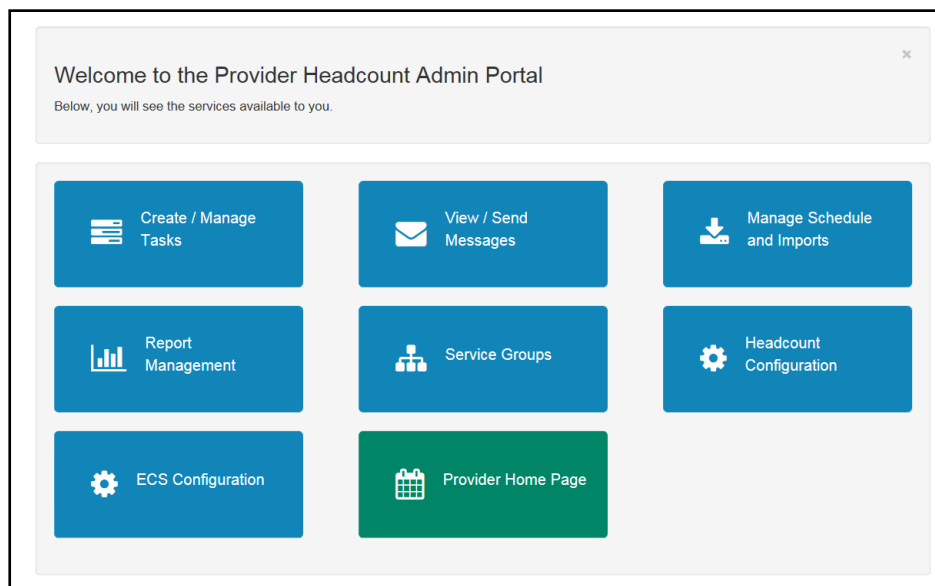 Welcome to the Provider Headcount Admin Portal
×
Below, you will see the services available to you.
Create / Manage
Tasks
View / Send
Messages
Manage Schedule
and Imports
Report
Management
Service Groups
Headcount
Configuration
ECS Configuration
Provider Home Page